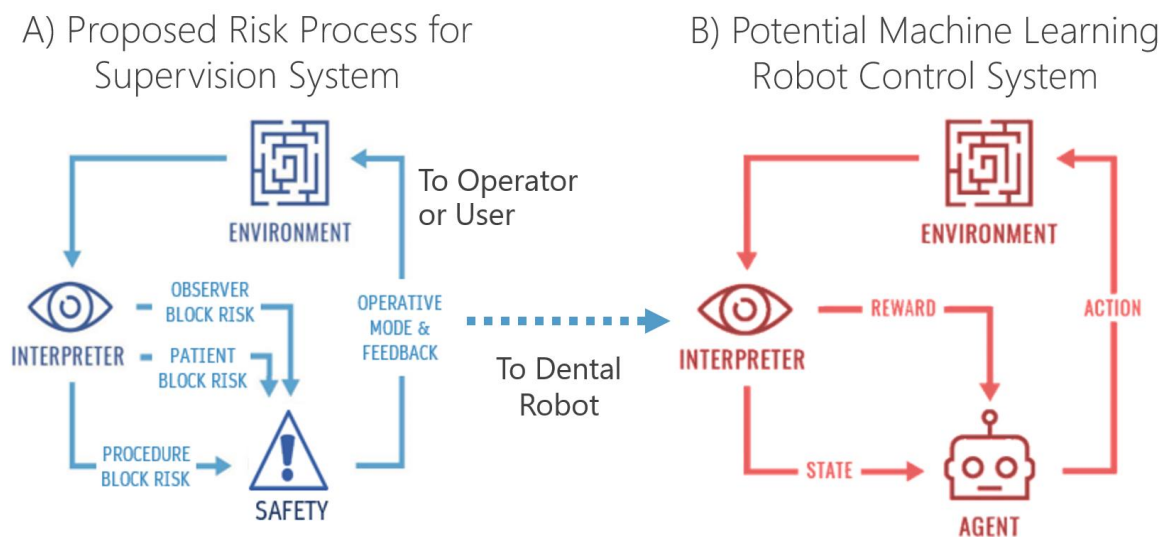 A) Proposed Risk Process for
Supervision System
ENVIRONMENT
To Operator
or User
OBSERVER
BLOCK RISK
INTERPRETER
PATIENT
BLOCK RISK
OPERATIVE
MODE &
FEEDBACK
PROCEDURE
BLOCK RISK
SAFETY
To Dental
Robot
B) Potential Machine Learning
Robot Control System
ENVIRONMENT
INTERPRETER
REWARD
ACTION
STATE
AGENT